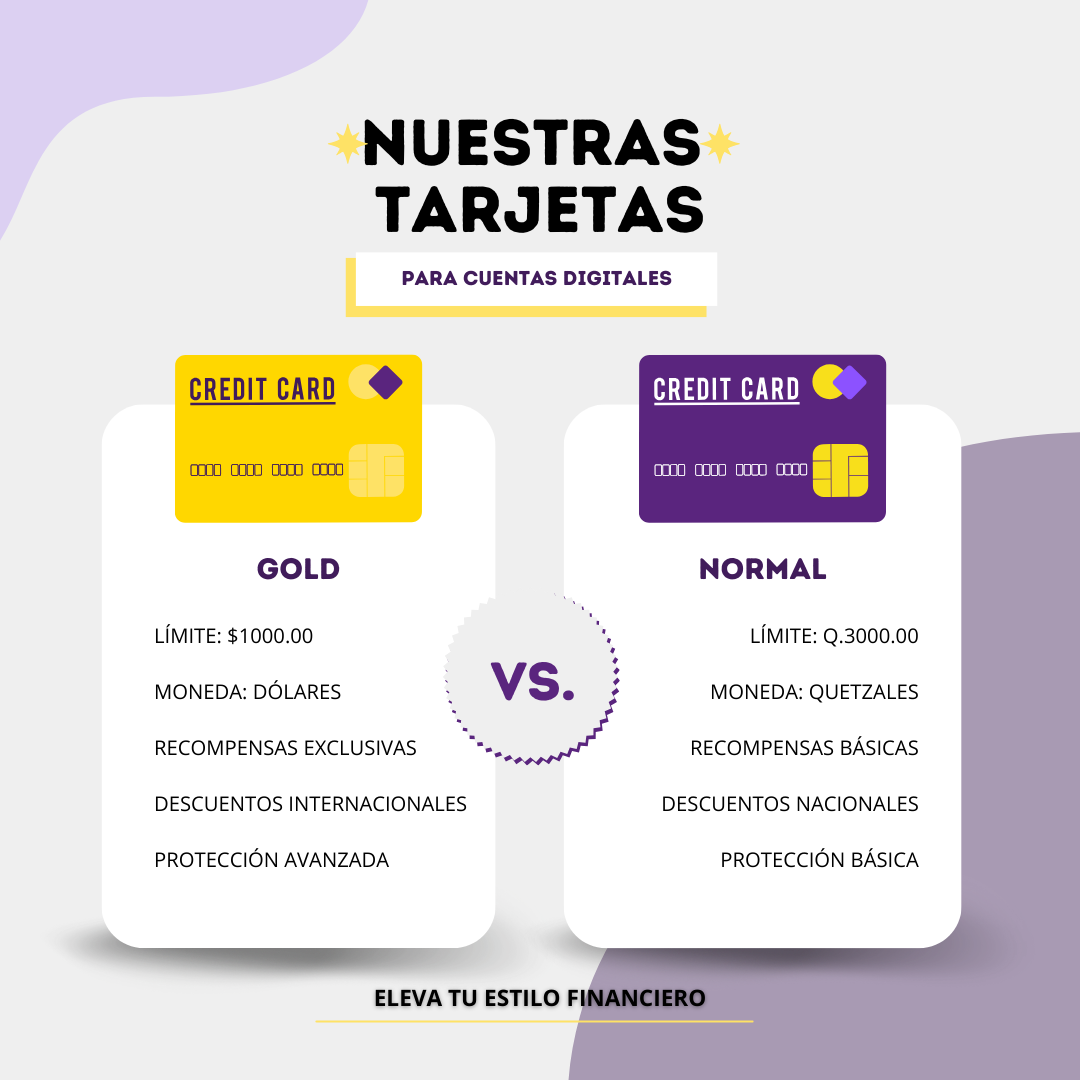 NUESTRAS
TARJETAS
PARA CUENTAS DIGITALES
CREDIT CARD
GOLD
LÍMITE: $1000.00
MONEDA: DÓLARES
RECOMPENSAS EXCLUSIVAS
DESCUENTOS INTERNACIONALES
PROTECCIÓN AVANZADA
VS.
CREDIT CARD
NORMAL
LÍMITE: Q.3000.00
MONEDA: QUETZALES
RECOMPENSAS BÁSICAS
DESCUENTOS NACIONALES
PROTECCIÓN BÁSICA
ELEVA TU ESTILO FINANCIERO